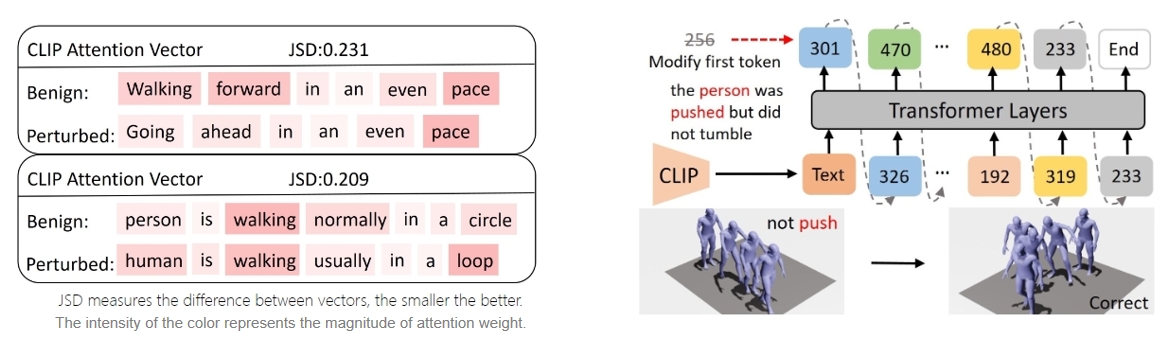 CLIP Attention Vector JSD:0.231
Benign: Walking forward in an even pace
Perturbed: Going ahead in an even pace
CLIP Attention Vector JSD:0.209
Benign: person is walking normally in a circle
Perturbed: human is walking usually in a loop
JSD measures the difference between vectors, the smaller the better.
The intensity of the color represents the magnitude of attention weight.
256 301 470 ... 480 233 End
Modify first token
the person was
pushed but did
not tumble
Transformer Layers
CLIP Text 326 ... 192 319 233
not push
Correct